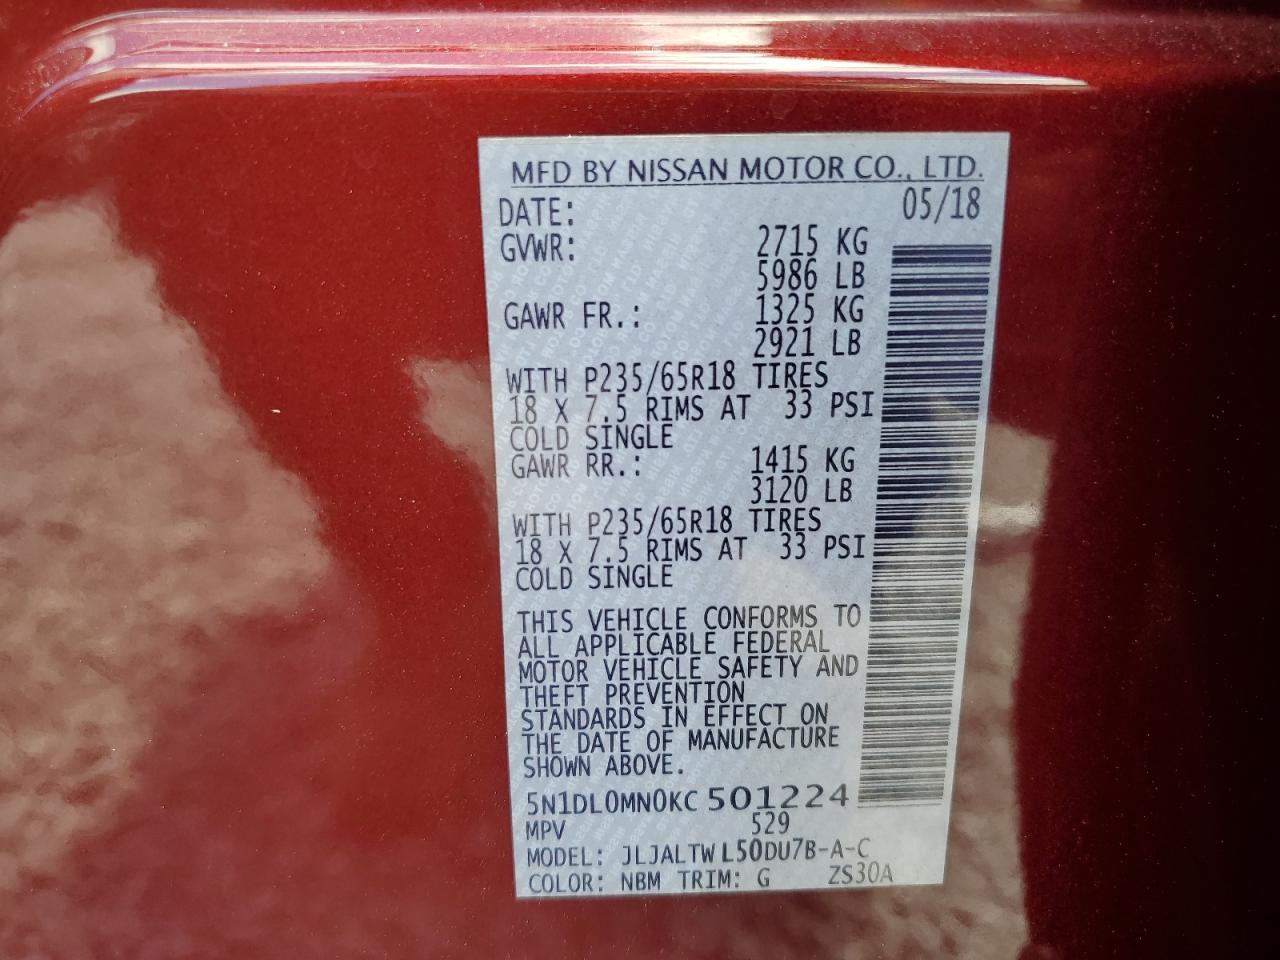 MFD BY NISSAN MOTOR CO., LTD.
DATE: 05/18
GVWR: 2715 KG
5986 LB
GAWR FR.: 1325 KG
2921 LB
WITH P235/65R18 TIRES
18 X 7.5 RIMS AT 33 PSI
COLD SINGLE
GAWR RR.: 1415 KG
3120 LB
WITH P235/65R18 TIRES
18 X 7.5 RIMS AT 33 PSI
COLD SINGLE
THIS VEHICLE CONFORMS TO
ALL APPLICABLE FEDERAL
MOTOR VEHICLE SAFETY AND
THEFT PREVENTION
STANDARDS IN EFFECT ON
THE DATE OF MANUFACTURE
SHOWN ABOVE.
5N1DL0MN0KC501224
MPV 529
MODEL: JLJALTWL50DU7B-A-C
COLOR: NBM TRIM: G ZS30A